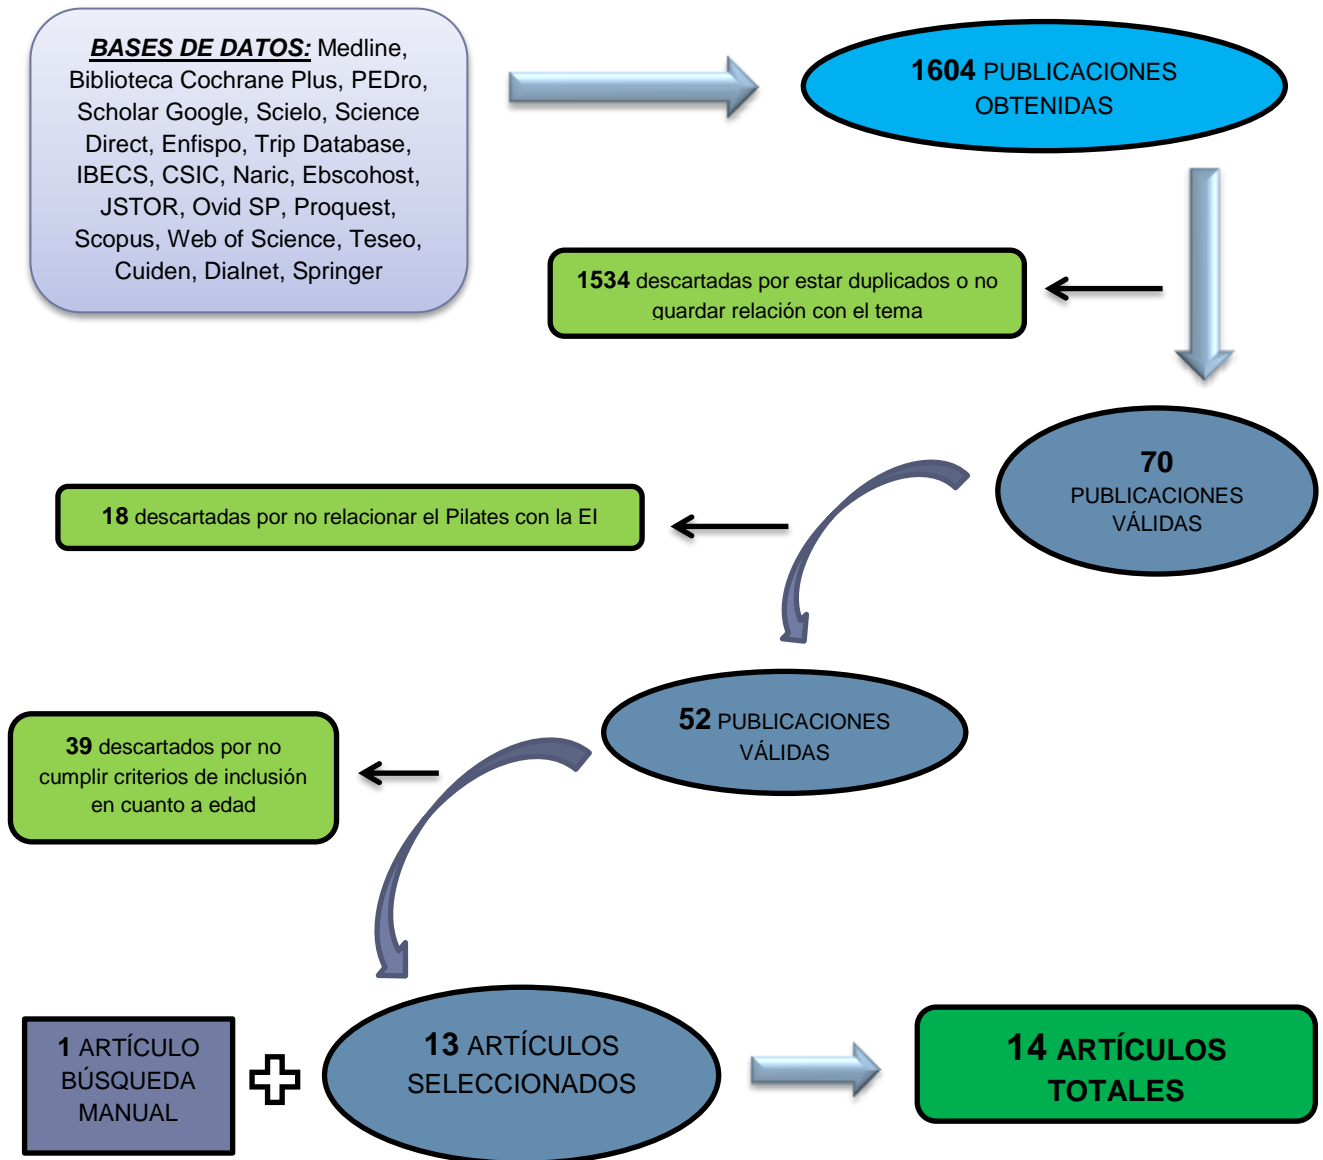 BASES DE DATOS: Medline,
Biblioteca Cochrane Plus, PEDro,
Scholar Google, Scielo, Science
Direct, Enfispo, Trip Database,
IBECS, CSIC, Naric, Ebscohost,
JSTOR, Ovid SP, Proquest,
Scopus, Web of Science, Teseo,
Cuiden, Dialnet, Springer
1604 PUBLICACIONES
OBTENIDAS
1534 descartadas por estar duplicados o no
guardar relación con el tema
70
PUBLICACIONES
VÁLIDAS
18 descartadas por no relacionar el Pilates con la EI
52 PUBLICACIONES
VÁLIDAS
39 descartados por no
cumplir criterios de inclusión
en cuanto a edad
1 ARTÍCULO
BÚSQUEDA
MANUAL
13 ARTÍCULOS
SELECCIONADOS
14 ARTÍCULOS
TOTALES